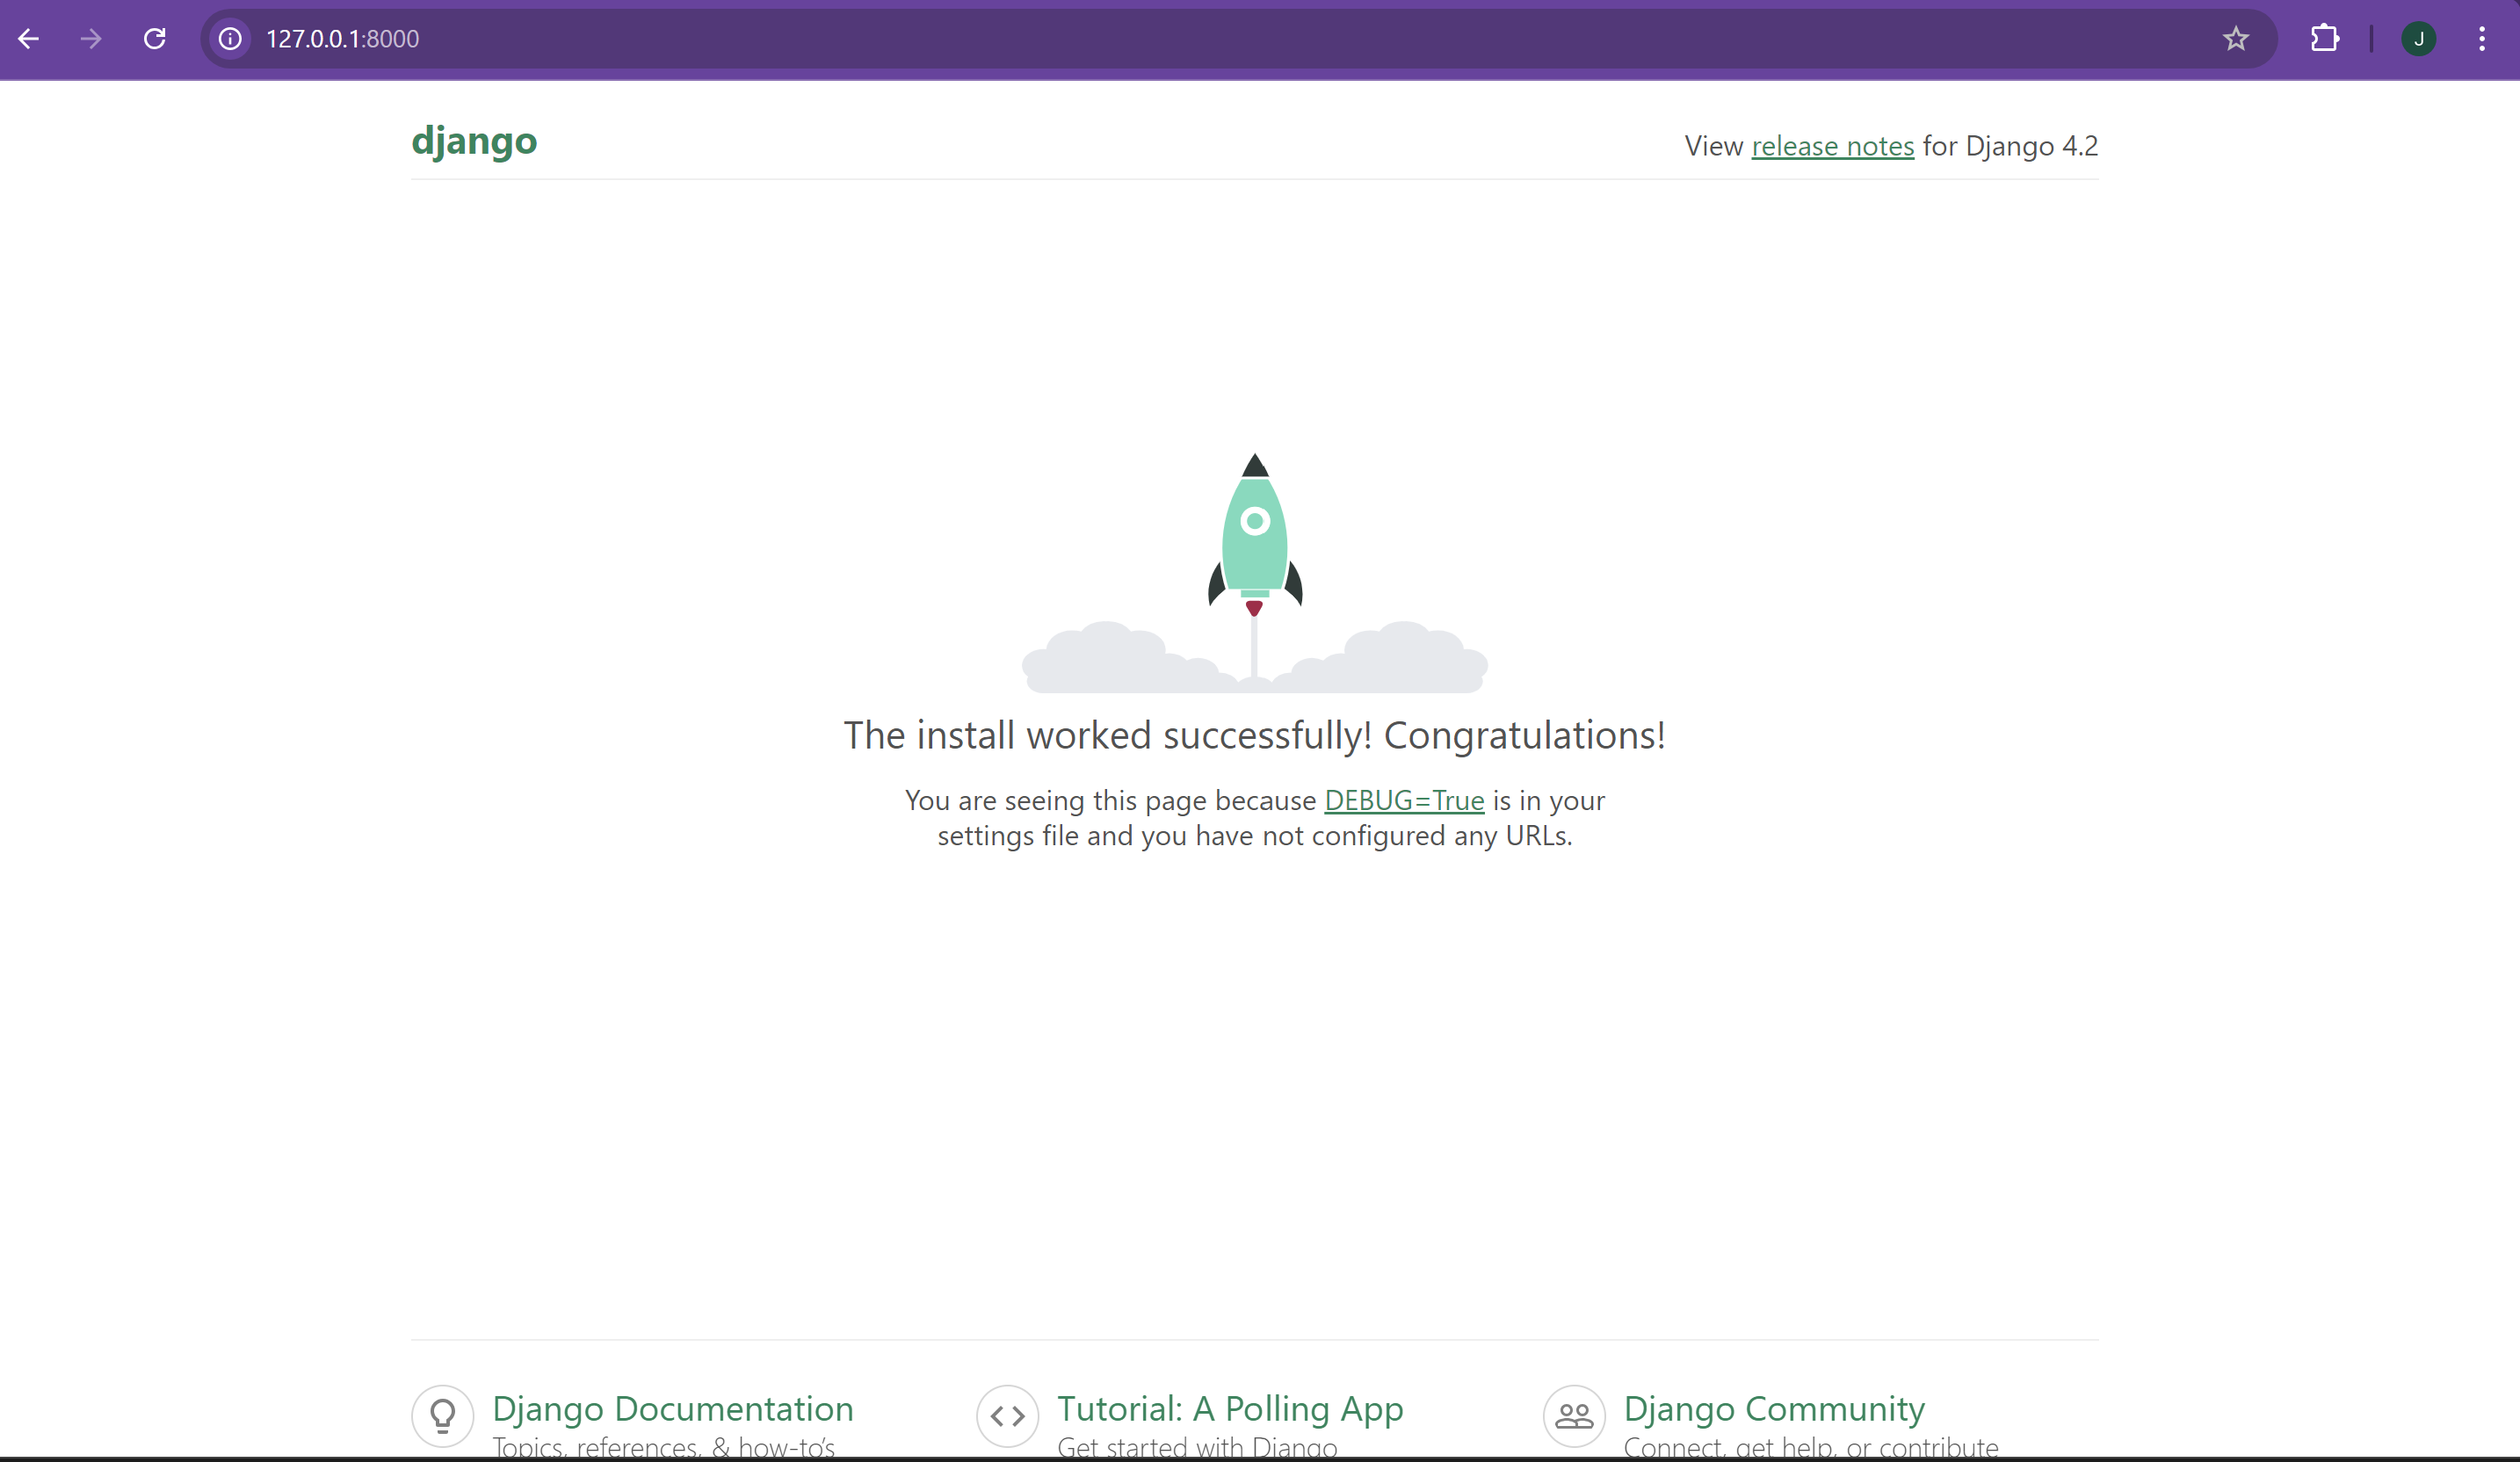 127.0.0.1:8000
J
django
View release notes for Django 4.2
The install worked successfully! Congratulations!
You are seeing this page because DEBUG=True is in your
settings file and you have not configured any URLs.
Django Documentation
Topics, references, & how-to’s
Tutorial: A Polling App
Get started with Django
Django Community
Connect, get help, or contribute